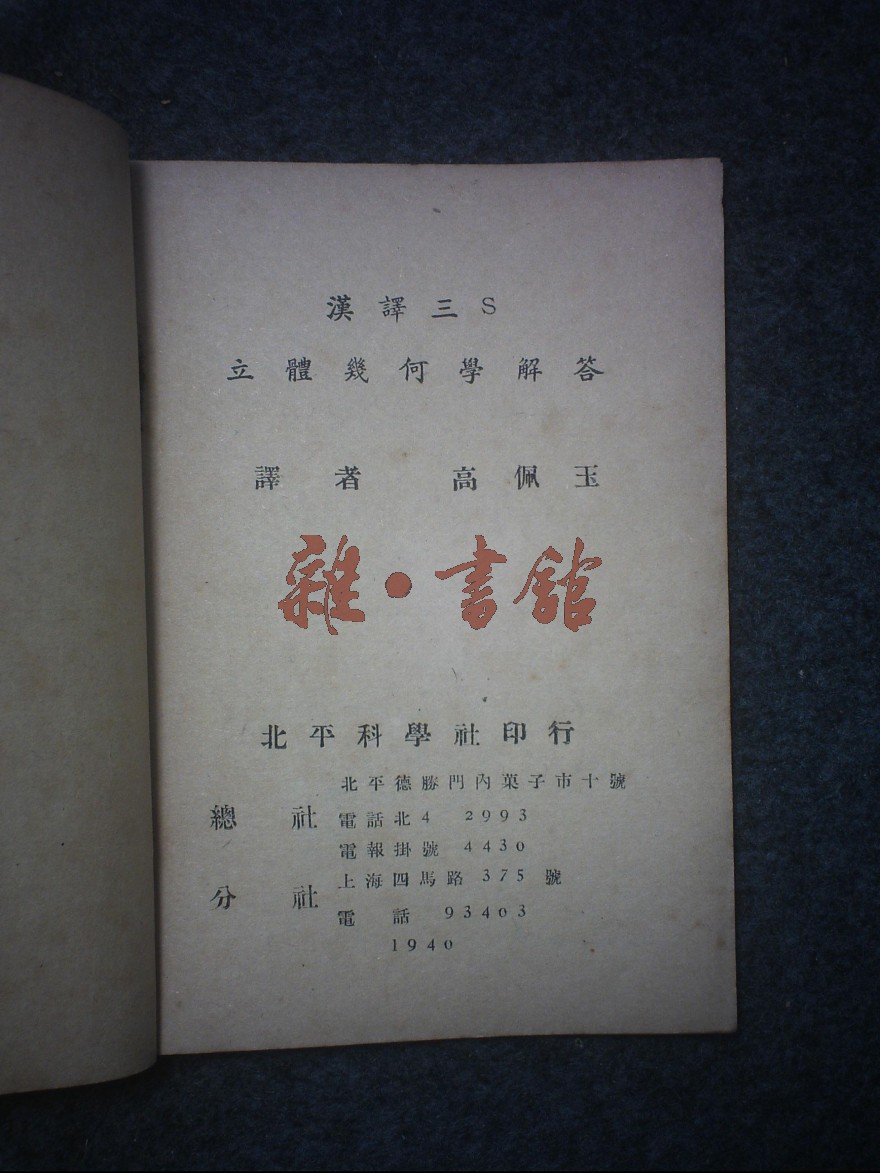 漢譯三S
立體幾何學解答
譯者 高佩玉
雜·書館
北平科學社印行
北平德勝門內菓子市十號
總社 電話北4 2993
電報掛號 4430
上海四馬路 375 號
分社
電話 93403
1940